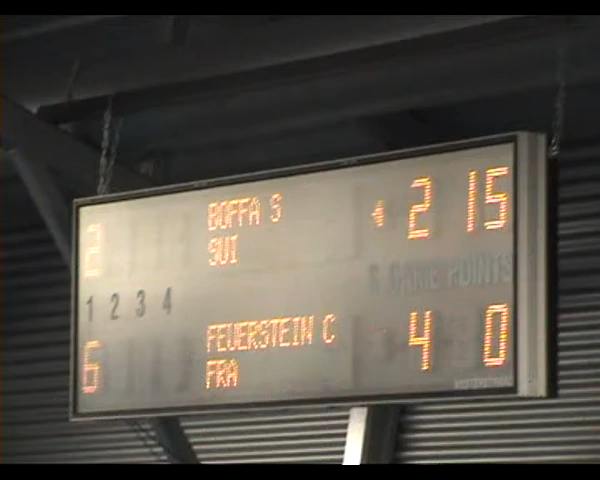 BOFFA S 2 15
2 SUI
GAME POINTS
1 2 3 4
FEUERSTEIN C 4 0
6 FRA